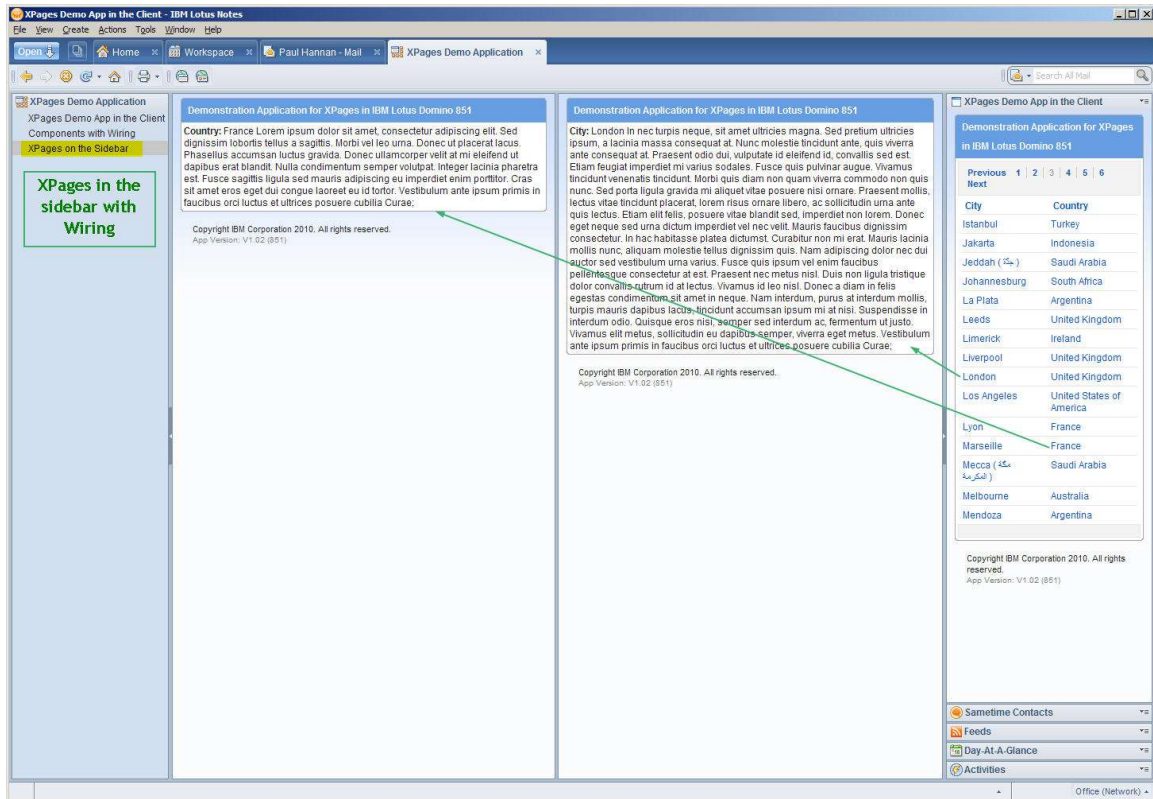 XPages Demo App in the Client - IBM Lotus Notes
File View Create Actions Tools Window Help
Open
Home
Workspace
Paul Hannan - Mail
XPages Demo Application
Search All Mail
XPages Demo Application
XPages Demo App in the Client
Components with Wiring
XPages on the Sidebar
XPages in the
sidebar with
Wiring
Demonstration Application for XPages in IBM Lotus Domino 851
Country: France Lorem ipsum dolor sit amet, consectetur adipiscing elit. Sed
dignissim lobortis tellus a sagittis. Morbi vel leo urna. Donec ut placerat lacus.
Phasellus accumsan luctus gravida. Donec ullamcorper velit at mi eleifend ut
dapibus erat blandit. Nulla condimentum semper volutpat. Integer lacinia pharetra
est. Fusce sagittis ligula sed mauris adipiscing eu imperdiet enim porttitor. Cras
sit amet eros eget dui congue laoreet eu id tortor. Vestibulum ante ipsum primis in
faucibus orci luctus et ultrices posuere cubilia Curae;
Copyright IBM Corporation 2010. All rights reserved.
App Version: V1.02 (851)
Demonstration Application for XPages in IBM Lotus Domino 851
City: London In nec turpis neque, sit amet ultricies magna. Sed pretium ultricies
ipsum, a lacinia massa consequat at. Nunc molestie tincidunt ante, quis viverra
ante consequat at. Praesent odio dui, vulputate id eleifend id, convallis sed est.
Etiam feugiat imperdiet mi varius sodales. Fusce quis pulvinar augue. Vivamus
tincidunt venenatis tincidunt. Morbi quis diam non quam viverra commodo non quis
nunc. Sed porta ligula gravida mi aliquet vitae posuere nisi ornare. Praesent mollis,
lectus vitae tincidunt placerat, lorem risus ornare libero, ac sollicitudin urna ante
quis lectus. Etiam elit felis, posuere vitae blandit sed, imperdiet non lorem. Donec
eget neque sed urna dictum imperdiet vel nec velit. Mauris faucibus dignissim
consectetur. In hac habitasse platea dictumst. Curabitur non mi erat. Mauris lacinia
mollis nunc, aliquam molestie tellus dignissim quis. Nam adipiscing dolor nec dui
auctor sed vestibulum urna varius. Fusce quis ipsum vel enim faucibus
pellentesque consectetur at est. Praesent nec metus nisl. Duis non ligula tristique
dolor convallis rutrum id at lectus. Vivamus id leo nisl. Donec a diam in felis
egestas condimentum sit amet in neque. Nam interdum, purus at interdum mollis,
turpis mauris dapibus lacus, tincidunt accumsan ipsum mi at nisi. Suspendisse in
interdum odio. Quisque eros nisi, semper sed interdum ac, fermentum ut justo.
Vivamus elit metus, sollicitudin eu dapibus semper, viverra eget metus. Vestibulum
ante ipsum primis in faucibus orci luctus et ultrices posuere cubilia Curae;
Copyright IBM Corporation 2010. All rights reserved.
App Version: V1.02 (851)
XPages Demo App in the Client
Demonstration Application for XPages
in IBM Lotus Domino 851
Previous 1 | 2 | 3 | 4 | 5 | 6
Next
City Country
Istanbul Turkey
Jakarta Indonesia
Jeddah ( جدّة ) Saudi Arabia
Johannesburg South Africa
La Plata Argentina
Leeds United Kingdom
Limerick Ireland
Liverpool United Kingdom
London United Kingdom
Los Angeles United States of
America
Lyon France
Marseille France
Mecca ( مكّة Saudi Arabia
المكرمة )
Melbourne Australia
Mendoza Argentina
Copyright IBM Corporation 2010. All rights
reserved.
App Version: V1.02 (851)
Sametime Contacts
Feeds
Day-At-A-Glance
Activities
Office (Network)